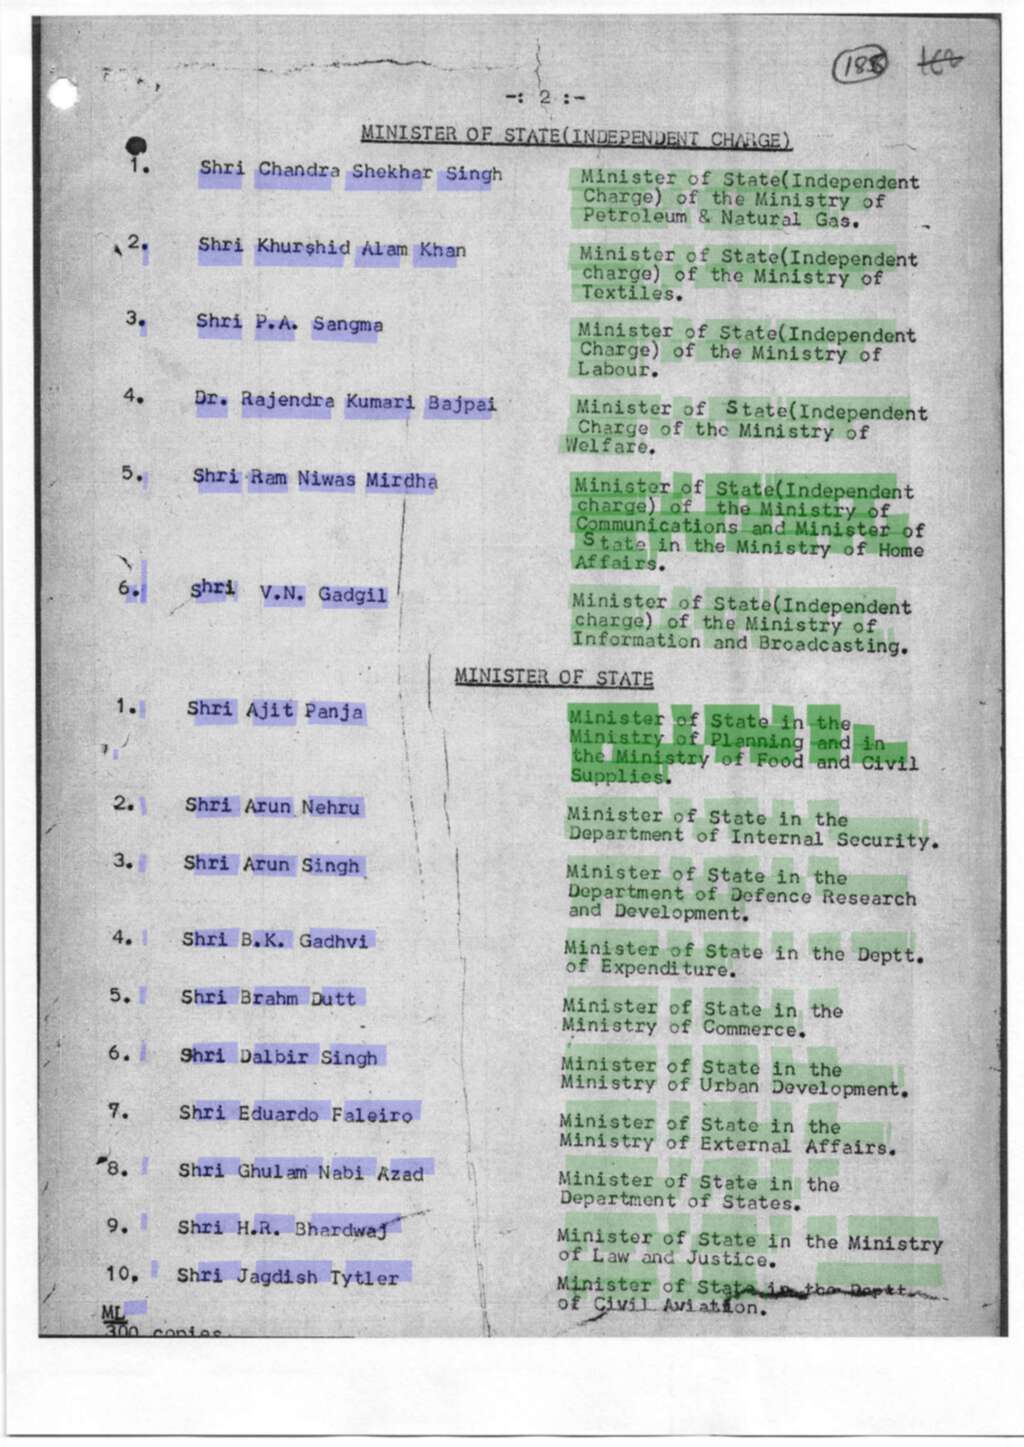 -: 2 :-
MINISTER OF STATE(INDEPENDENT CHARGE)
1. Shri Chandra Shekhar Singh Minister of State(Independent
Charge) of the Ministry of
Petroleum & Natural Gas.
2. Shri Khurshid Alam Khan Minister of State(Independent
charge) of the Ministry of
Textiles.
3. Shri P.A. Sangma Minister of State(Independent
Charge) of the Ministry of
Labour.
4. Dr. Rajendra Kumari Bajpai Minister of State(Independent
Charge of the Ministry of
Welfare.
5. Shri Ram Niwas Mirdha Minister of State(Independent
charge) of the Ministry of
Communications and Minister of
State in the Ministry of Home
Affairs.
6. Shri V.N. Gadgil Minister of State(Independent
charge) of the Ministry of
Information and Broadcasting.
MINISTER OF STATE
1. Shri Ajit Panja Minister of State in the
Ministry of Planning and in
the Ministry of Food and Civil
Supplies.
2. Shri Arun Nehru Minister of State in the
Department of Internal Security.
3. Shri Arun Singh Minister of State in the
Department of Defence Research
and Development.
4. Shri B.K. Gadhvi Minister of State in the Deptt.
of Expenditure.
5. Shri Brahm Dutt Minister of State in the
Ministry of Commerce.
6. Shri Dalbir Singh Minister of State in the
Ministry of Urban Development.
7. Shri Eduardo Faleiro Minister of State in the
Ministry of External Affairs.
8. Shri Ghulam Nabi Azad Minister of State in the
Department of States.
9. Shri H.R. Bhardwaj Minister of State in the Ministry
of Law and Justice.
10. Shri Jagdish Tytler Minister of State in the Deptt.
of Civil Aviation.
ML
300 copies.